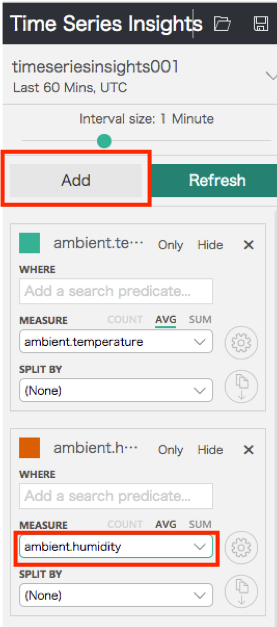 Time Series Insights
timeseriesinsights001
Last 60 Mins, UTC
Interval size: 1 Minute
Add Refresh
ambient.te··· Only Hide ×
WHERE
Add a search predicate...
MEASURE COUNT AVG SUM
ambient.temperature
SPLIT BY
(None)
ambient.h··· Only Hide ×
WHERE
Add a search predicate...
MEASURE COUNT AVG SUM
ambient.humidity
SPLIT BY
(None)